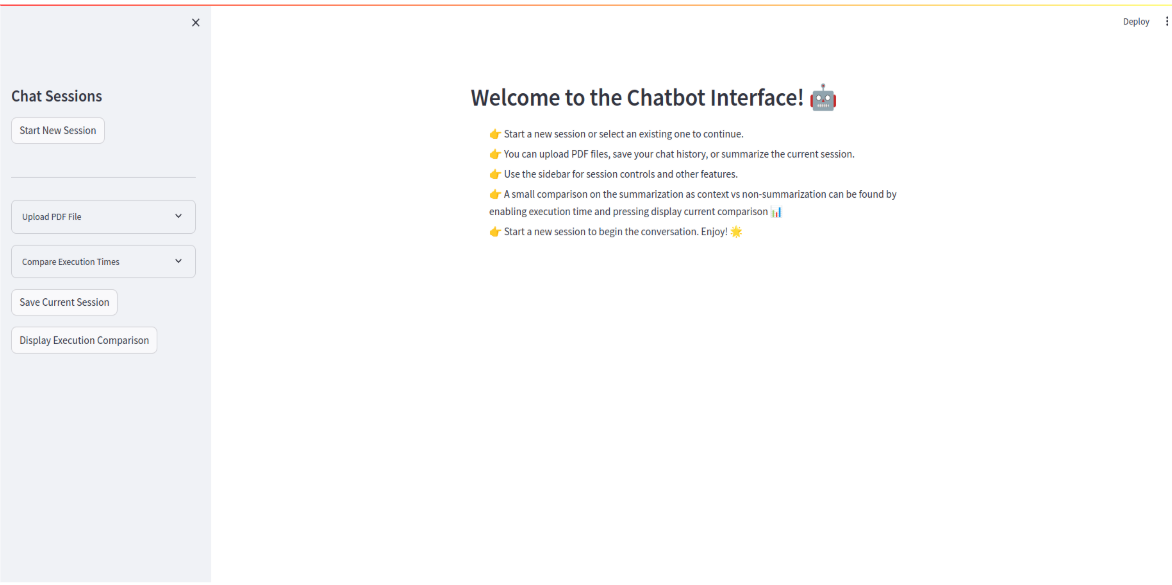 Deploy
Chat Sessions
Start New Session
Upload PDF File
Compare Execution Times
Save Current Session
Display Execution Comparison
Welcome to the Chatbot Interface! 🤖
👉 Start a new session or select an existing one to continue.
👉 You can upload PDF files, save your chat history, or summarize the current session.
👉 Use the sidebar for session controls and other features.
👉 A small comparison on the summarization as context vs non-summarization can be found by
enabling execution time and pressing display current comparison 📊
👉 Start a new session to begin the conversation. Enjoy! 🌟